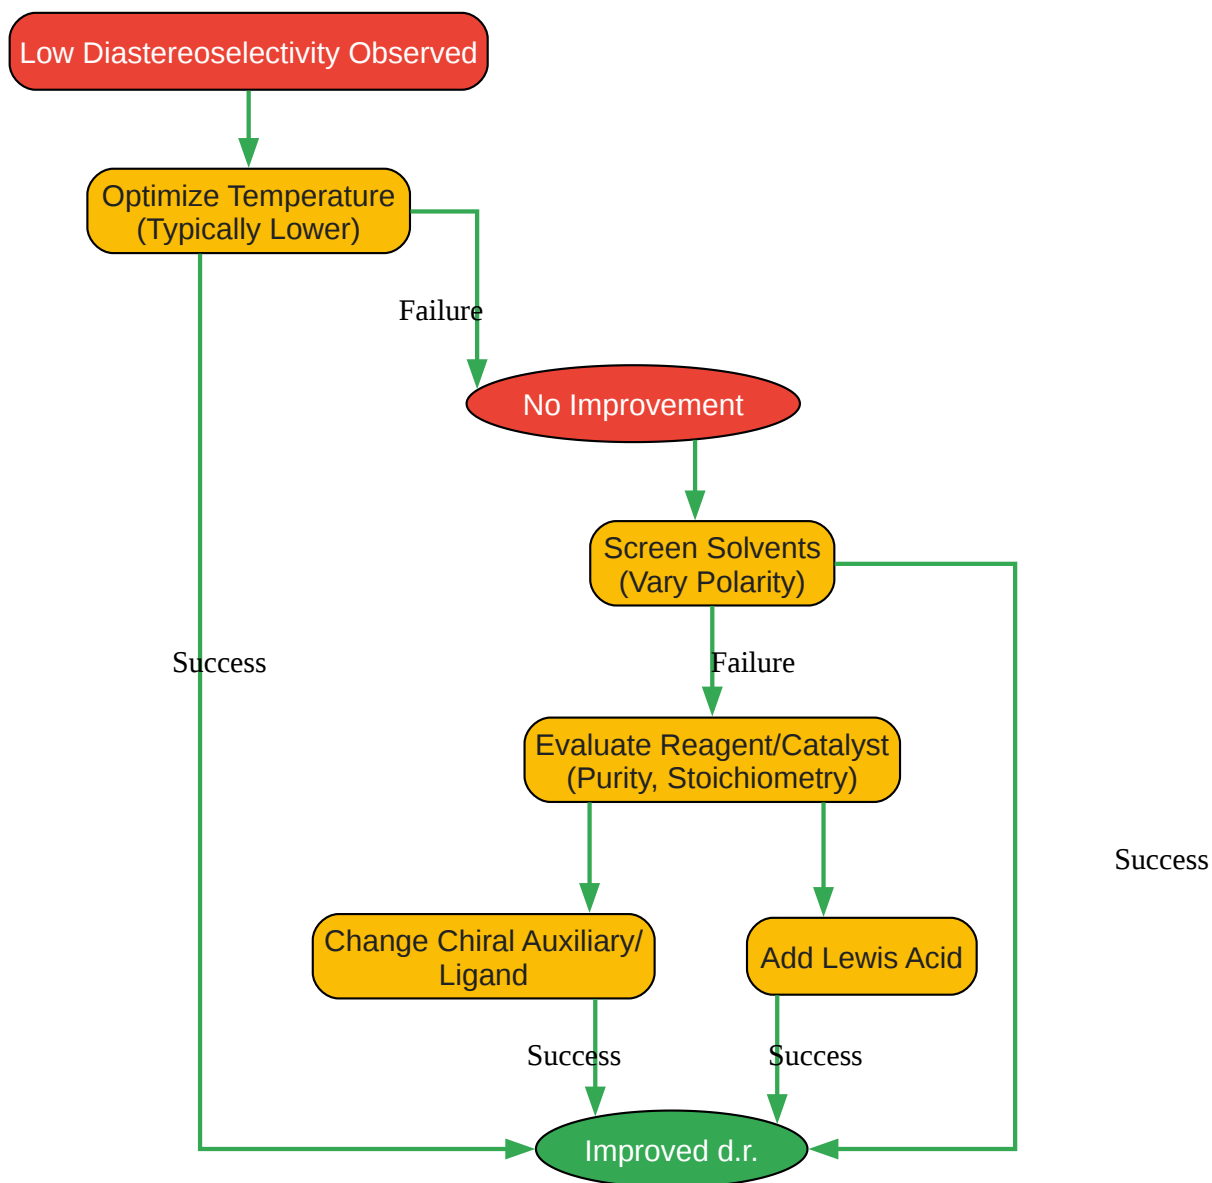 Low Diastereoselectivity Observed
Optimize Temperature
(Typically Lower)
Failure
No Improvement
Screen Solvents
(Vary Polarity)
Success
Failure
Evaluate Reagent/Catalyst
(Purity, Stoichiometry)
Success
Change Chiral Auxiliary/
Ligand
Add Lewis Acid
Success
Success
Improved d.r.